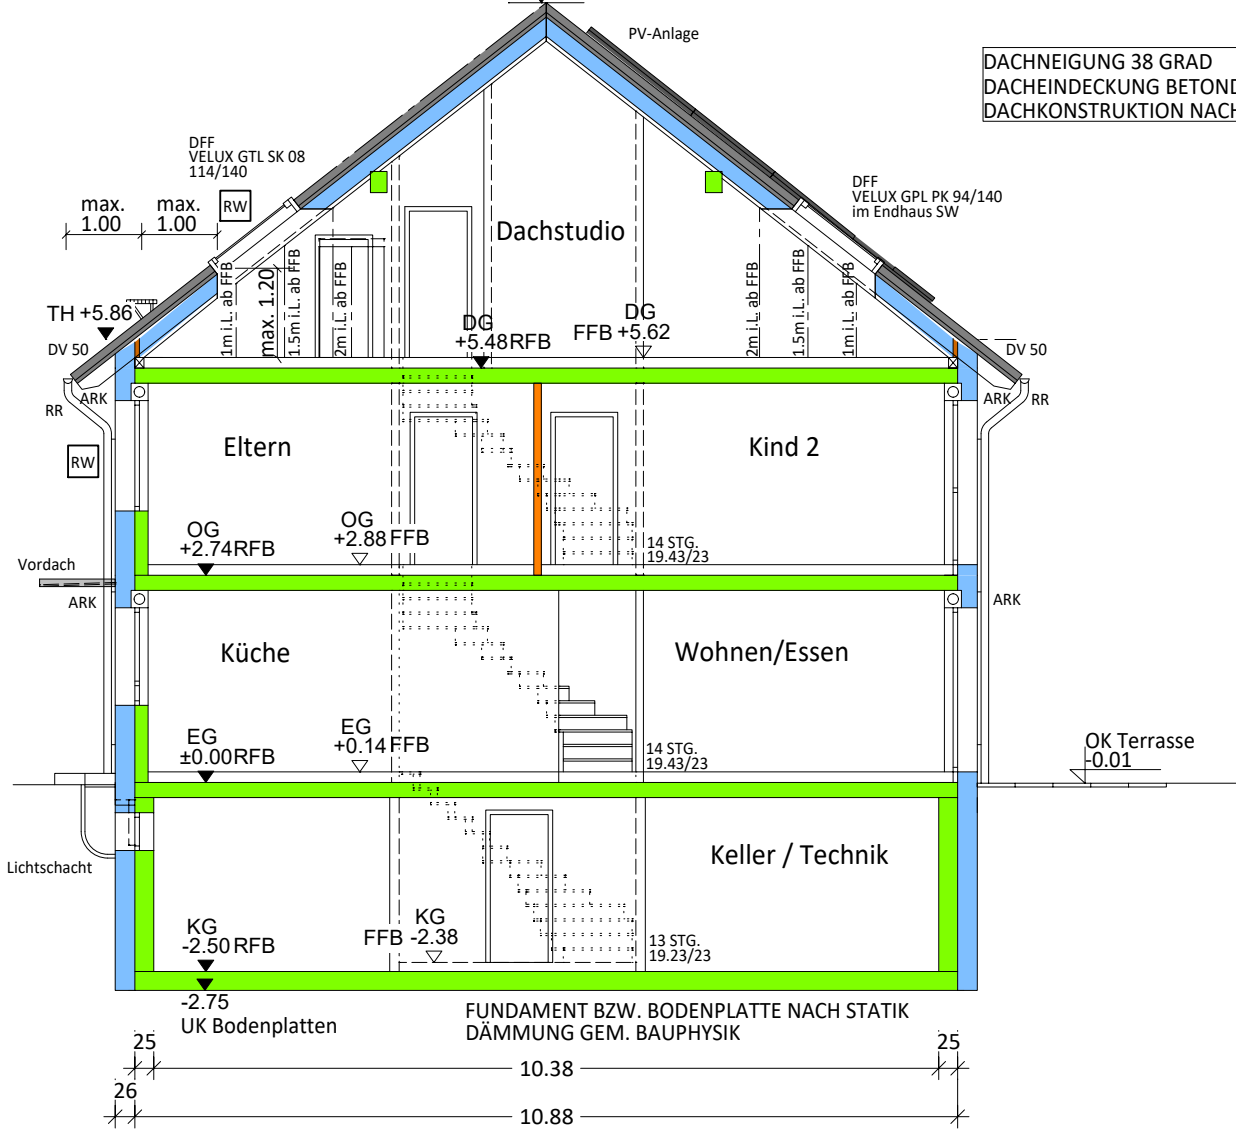 PV-Anlage
DACHNEIGUNG 38 GRAD
DACHEINDECKUNG BETOND
DACHKONSTRUKTION NACH
DFF
VELUX GTL SK 08
114/140
DFF
VELUX GPL PK 94/140
im Endhaus SW
max.
1.00
max.
1.00
RW
Dachstudio
1m i.L. ab FFB
max. 1.20
1.5m i.L. ab FFB
2m i.L. ab FFB
2m i.L. ab FFB
1.5m i.L. ab FFB
1m i.L. ab FFB
TH +5.86
DV 50
DG
+5.48 RFB
DG
FFB +5.62
DV 50
ARK
RR
ARK
RR
RW
Eltern
Kind 2
OG
+2.74 RFB
OG
+2.88 FFB
14 STG.
19.43/23
Vordach
ARK
ARK
Küche
Wohnen/Essen
EG
±0.00 RFB
EG
+0.14 FFB
14 STG.
19.43/23
OK Terrasse
-0.01
Lichtschacht
Keller / Technik
KG
-2.50 RFB
KG
FFB -2.38
13 STG.
19.23/23
-2.75
UK Bodenplatten
FUNDAMENT BZW. BODENPLATTE NACH STATIK
DÄMMUNG GEM. BAUPHYSIK
25
10.38
25
26
10.88